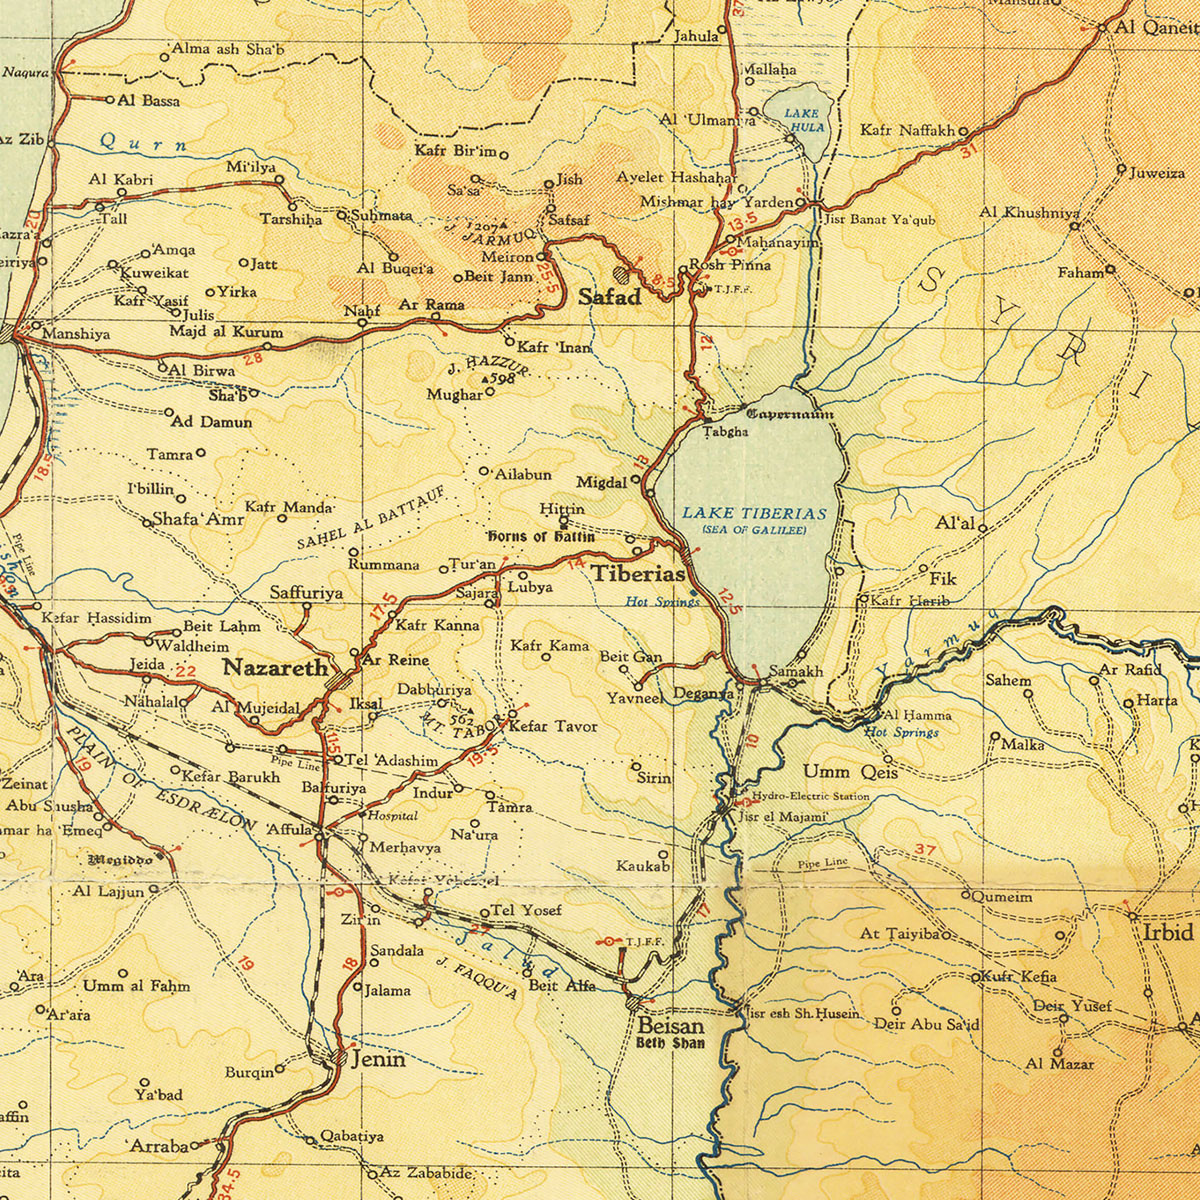 Jahula
Mansura
Al Qaneit
37
'Alma ash Sha'b
Naqura
Mallaha
Al Bassa
LAKE
HULA
Al 'Ulmaniya
Kafr Naffakh
Az Zib
Qurn
Kafr Bir'im
31
Mi'ilya
Juweiza
Al Kabri
Sa'sa'
Jish
Ayelet Hashahar
Mishmar hay Yarden
Tall
Tarshiha
Suhmata
Safsaf
Jisr Banat Ya'qub
Al Khushniya
20
1207
J. JARMUQ
13.5
Mahanayim
'Amqa
Kuweikat
Jatt
Al Buqei'a
Meiron
Beit Jann
25.5
Rosh Pinna
8.5
Faham
SYRI
Kafr Yasif
Yirka
Julis
Safad
T.J.F.F.
Nahf
Ar Rama
Manshiya
Majd al Kurum
28
Kafr 'Inan
12
Al Birwa
J. HAZZUR
598
Sha'b
Mughar
Capernaum
Ad Damun
Tabgha
Tamra
18.5
13
Ailabun
Migdal
I'billin
Kafr Manda
SAHEL AL BATTAUF
Hittin
LAKE TIBERIAS
(SEA OF GALILEE)
Shafa 'Amr
Al'al
Horns of Hattin
Pipe Line
Rummana
Tur'an
14
Tiberias
Lubya
Sajara
Fik
Saffuriya
17.5
Hot Springs
12.5
Kafr Harib
Kefar Hassidim
Beit Lahm
Kafr Kanna
Yarmuq
Waldheim
Kafr Kama
Jeida
22
Nazareth
Ar Reine
Beit Gan
Samakh
Ar Rafid
Yavneel
Deganya
Sahem
Nahalal
Al Mujeidal
Iksal
Dabburiya
562
MT. TABOR
Kefar Tavor
Harta
Al Hamma
Hot Springs
11.5
10
Malka
PLAIN OF ESDRÆLON
Pipe Line
Tel 'Adashim
19.5
19
Kefar Barukh
Sirin
Umm Qeis
Zeinat
Balfuriya
Indur
Tamra
Hydro-Electric Station
Abu Shusha
Jisr el Majami'
'Affula
Hospital
Na'ura
Merhavya
37
Megiddo
Kaukab
Pipe Line
Al Lajjun
Kefar Yehezqel
Qumeim
Zir'in
Tel Yosef
17
27
At Taiyiba
Irbid
Jalud
T.J.F.F.
Sandala
J. FAQQU'A
19
18
'Ara
Umm al Fahm
Jalama
Beit Alfa
Kufr Kefia
'Ar'ara
Beisan
Beth Shan
Jisr esh Sh. Husein
Deir Abu Sa'id
Deir Yusef
Jenin
Burqin
Al Mazar
Ya'bad
'Arraba
Qabatiya
Az Zababide
34.5